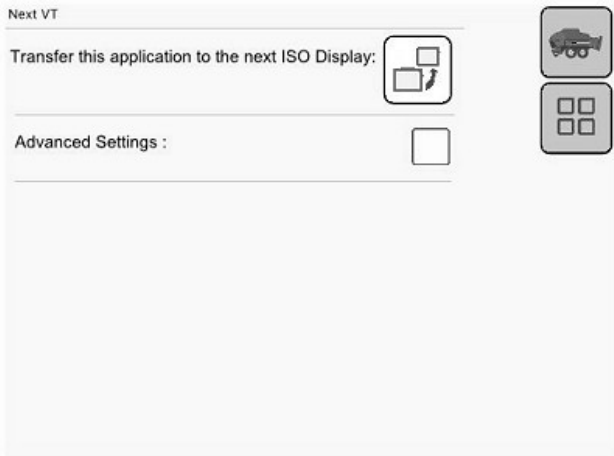 Next VT
Transfer this application to the next ISO Display:
Advanced Settings :